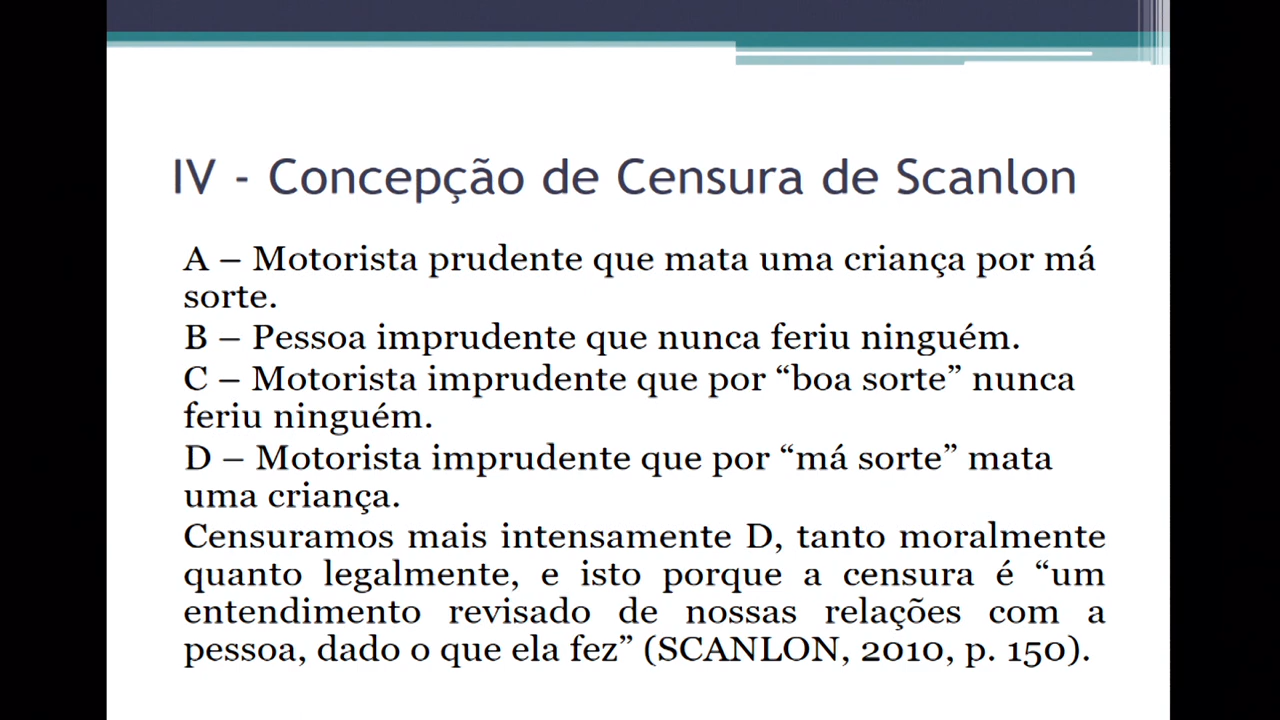 IV - Concepção de Censura de Scanlon
A – Motorista prudente que mata uma criança por má
sorte.
B – Pessoa imprudente que nunca feriu ninguém.
C – Motorista imprudente que por “boa sorte” nunca
feriu ninguém.
D – Motorista imprudente que por “má sorte” mata
uma criança.
Censuramos mais intensamente D, tanto moralmente
quanto legalmente, e isto porque a censura é “um
entendimento revisado de nossas relações com a
pessoa, dado o que ela fez” (SCANLON, 2010, p. 150).